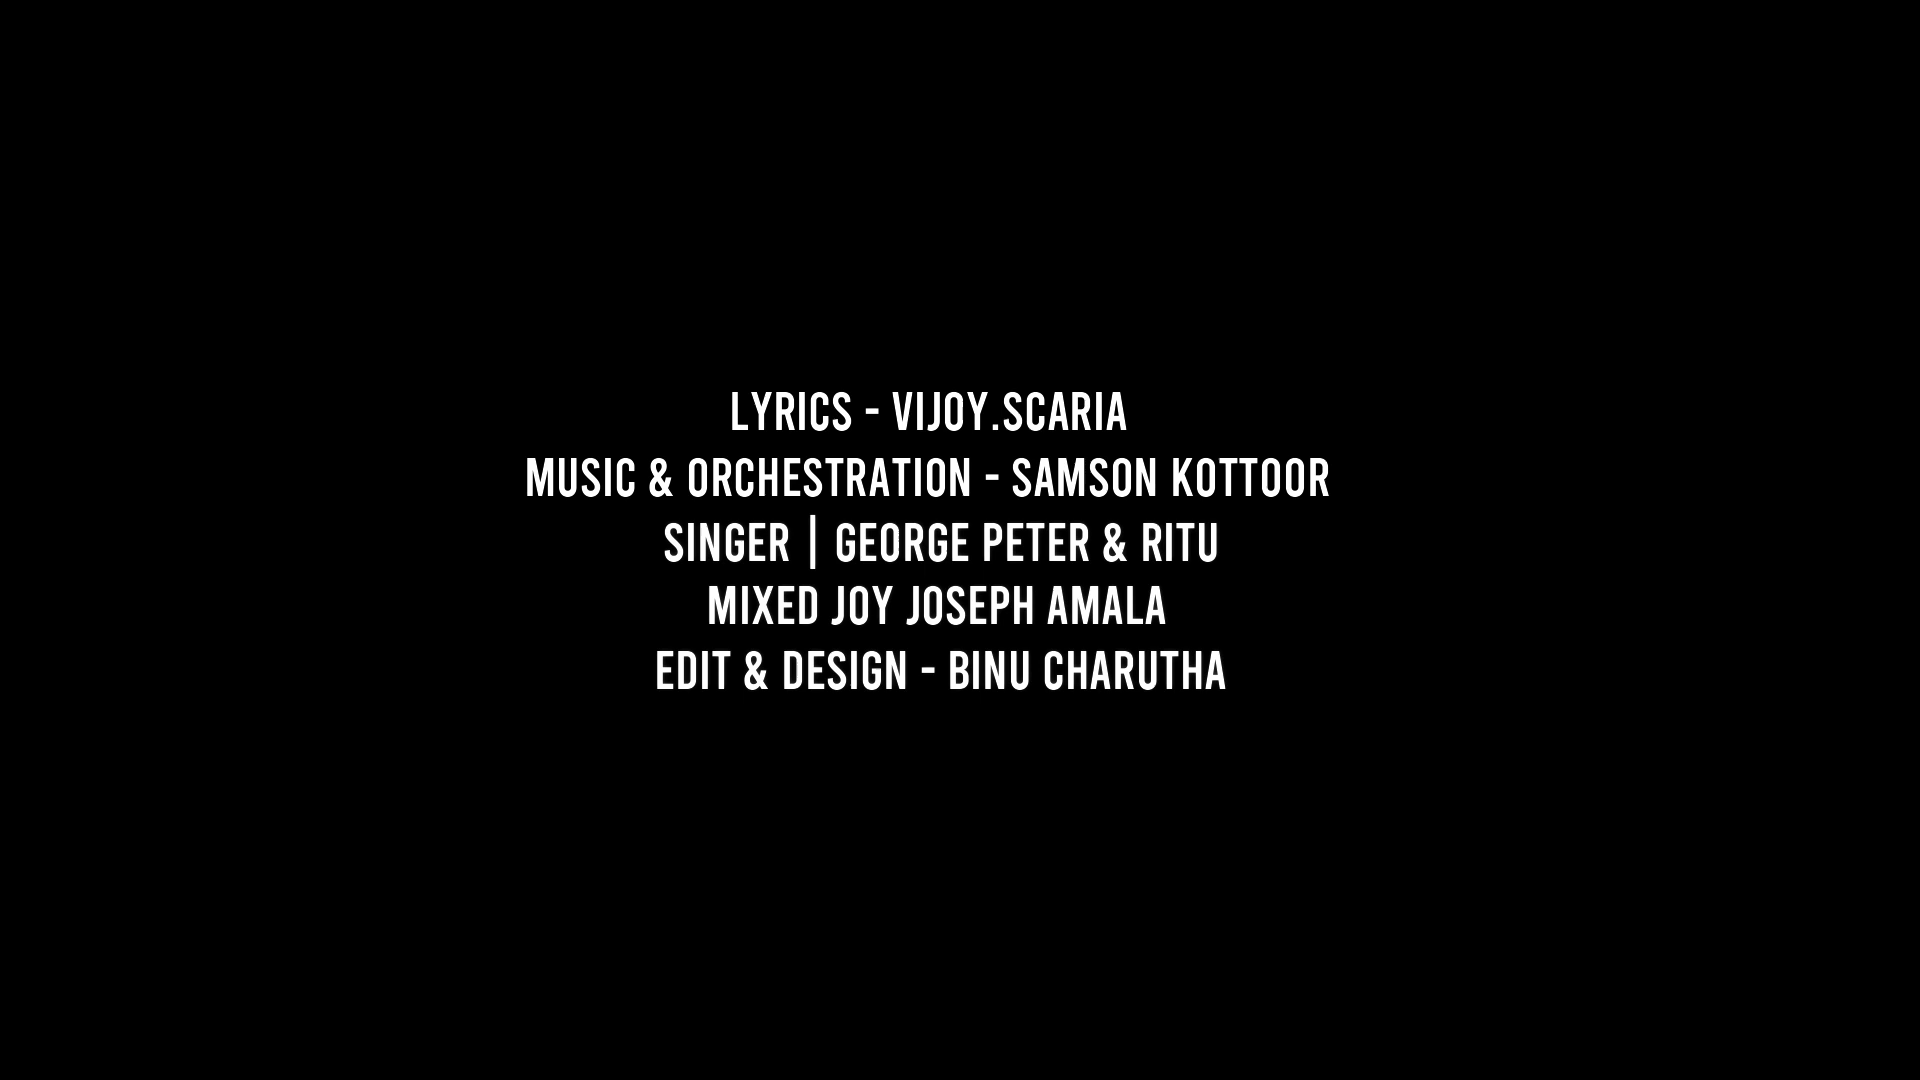 LYRICS - VIJOY.SCARIA
MUSIC & ORCHESTRATION - SAMSON KOTTOOR
SINGER | GEORGE PETER & RITU
MIXED JOY JOSEPH AMALA
EDIT & DESIGN - BINU CHARUTHA